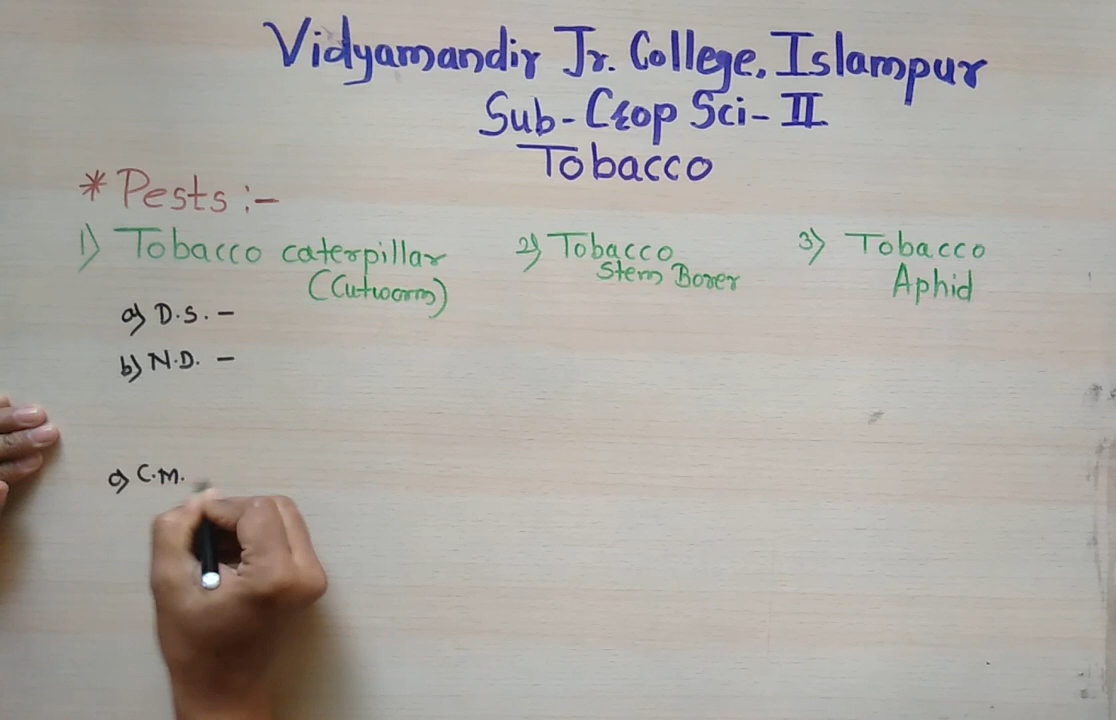 Vidyamandir Jr. College, Islampur
Sub-Crop Sci-II
Tobacco
* Pests :-
1) Tobacco caterpillar
(Cutworm)
2) Tobacco
Stem Borer
3) Tobacco
Aphid
a) D.S. -
b) N.D. -
c) C.M.